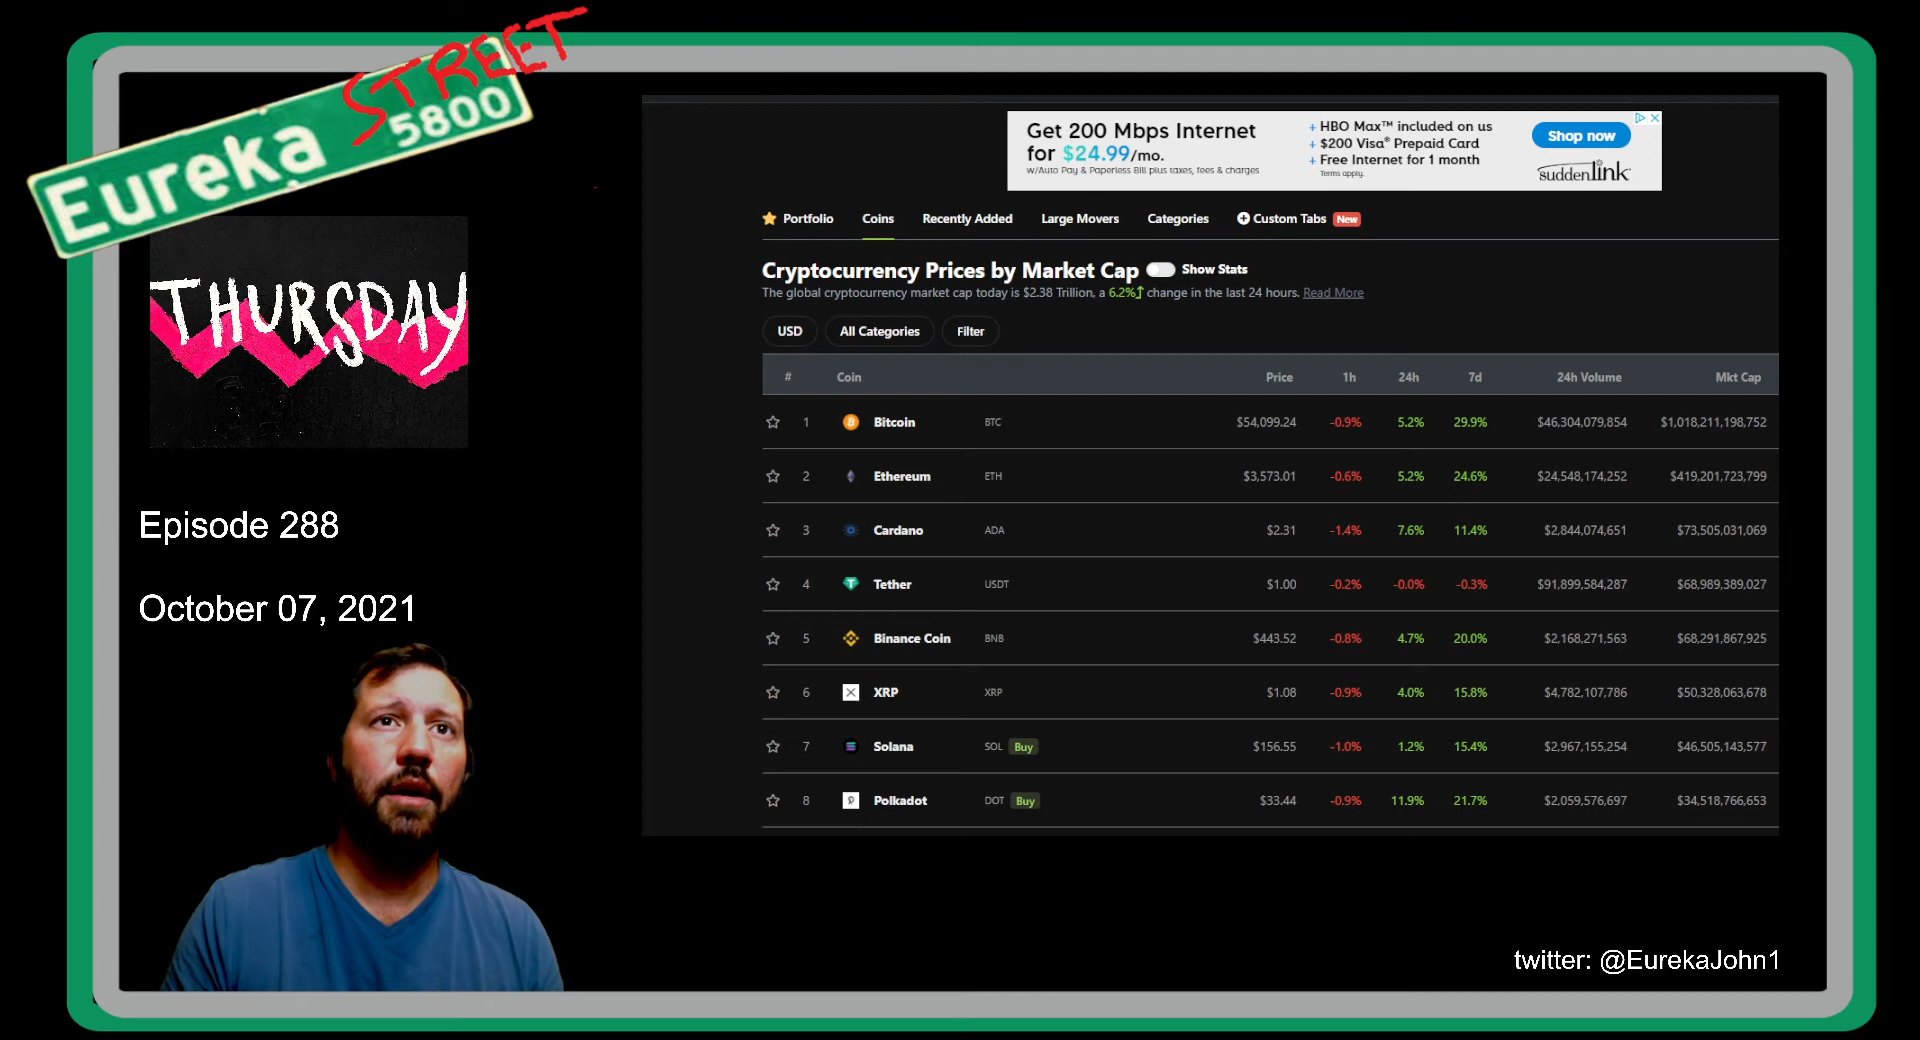 Eureka STREET
5800
THURSDAY
Episode 288
October 07, 2021
Get 200 Mbps Internet
for $24.99/mo.
w/Auto Pay & Paperless Bill plus taxes, fees & charges
+ HBO Max™ included on us
+ $200 Visa® Prepaid Card
+ Free Internet for 1 month
Terms apply.
Shop now
suddenlink
Portfolio Coins Recently Added Large Movers Categories Custom Tabs New
Cryptocurrency Prices by Market Cap Show Stats
The global cryptocurrency market cap today is $2.38 Trillion, a 6.2% change in the last 24 hours. Read More
USD All Categories Filter
# Coin Price 1h 24h 7d 24h Volume Mkt Cap
1 Bitcoin BTC $54,099.24 -0.9% 5.2% 29.9% $46,304,079,854 $1,018,211,198,752
2 Ethereum ETH $3,573.01 -0.6% 5.2% 24.6% $24,548,174,252 $419,201,723,799
3 Cardano ADA $2.31 -1.4% 7.6% 11.4% $2,844,074,651 $73,505,031,069
4 Tether USDT $1.00 -0.2% -0.0% -0.3% $91,899,584,287 $68,989,389,027
5 Binance Coin BNB $443.52 -0.8% 4.7% 20.0% $2,168,271,563 $68,291,867,925
6 XRP XRP $1.08 -0.9% 4.0% 15.8% $4,782,107,786 $50,328,063,678
7 Solana SOL Buy $156.55 -1.0% 1.2% 15.4% $2,967,155,254 $46,505,143,577
8 Polkadot DOT Buy $33.44 -0.9% 11.9% 21.7% $2,059,576,697 $34,518,766,653
twitter: @EurekaJohn1